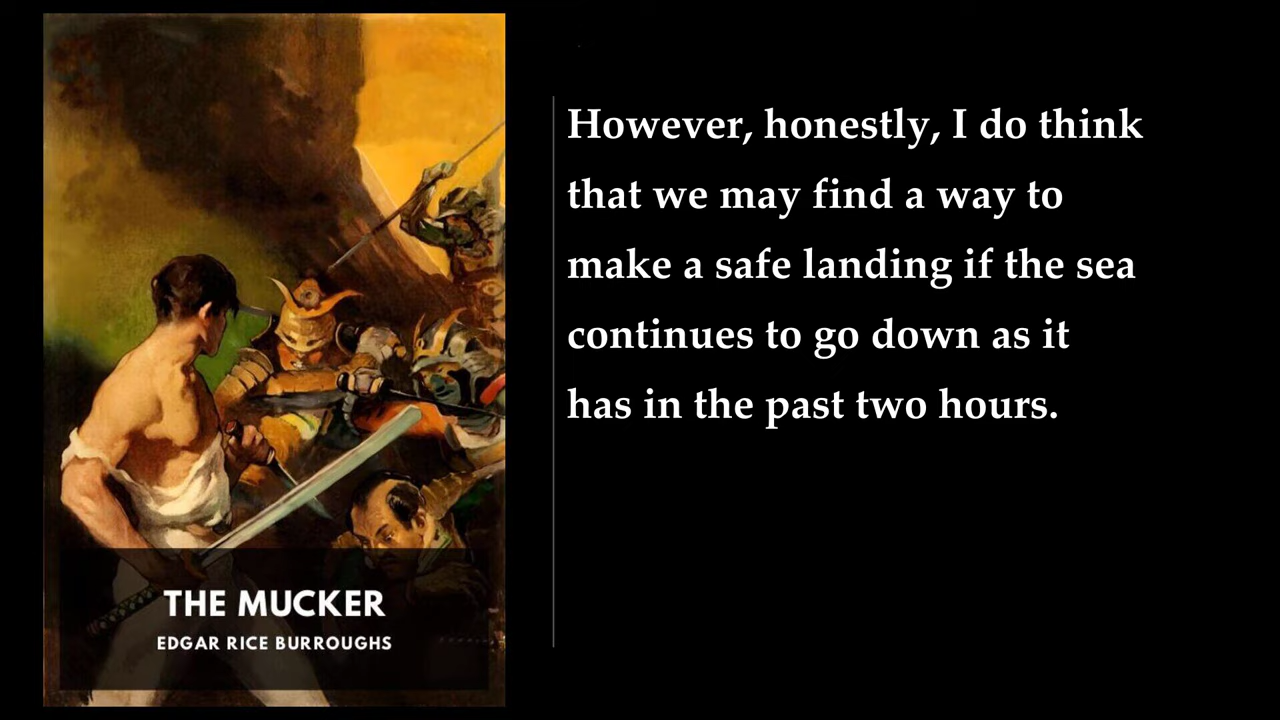 THE MUCKER
EDGAR RICE BURROUGHS
However, honestly, I do think
that we may find a way to
make a safe landing if the sea
continues to go down as it
has in the past two hours.